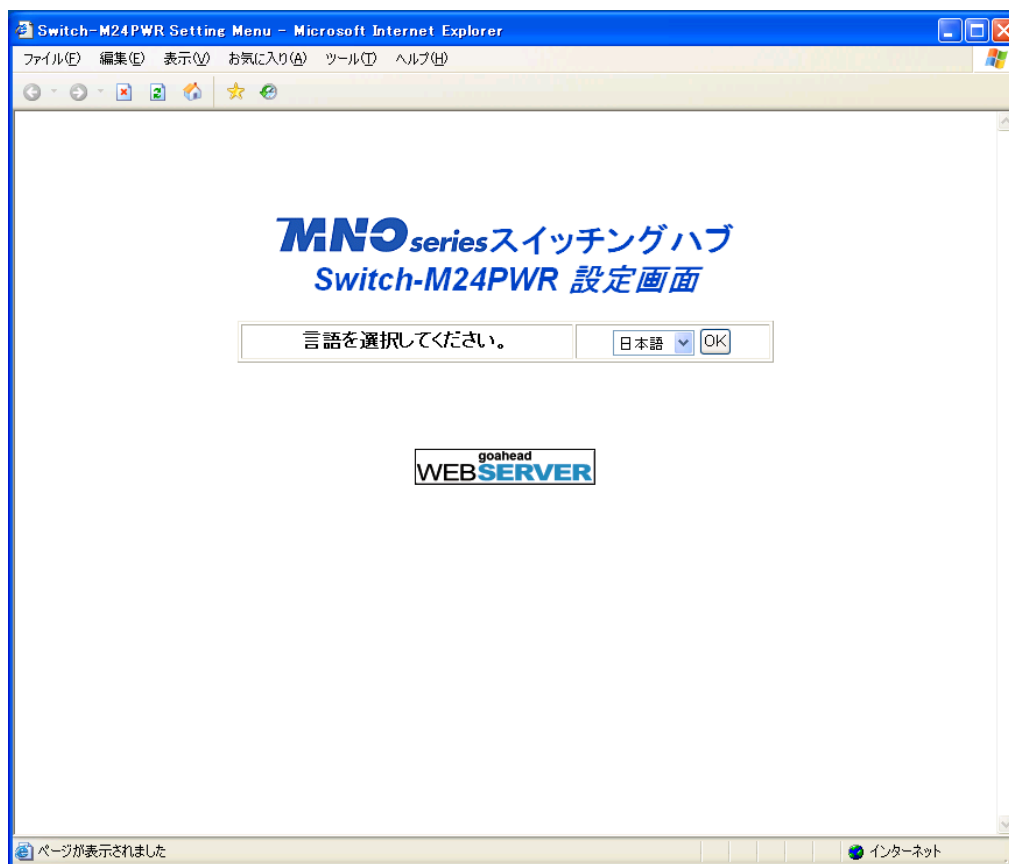 Switch-M24PWR Setting Menu - Microsoft Internet Explorer
ファイル(F) 編集(E) 表示(V) お気に入り(A) ツール(T) ヘルプ(H)
MNO seriesスイッチングハブ
Switch-M24PWR 設定画面
言語を選択してください。 日本語 OK
goahead
WEBSERVER
ページが表示されました インターネット